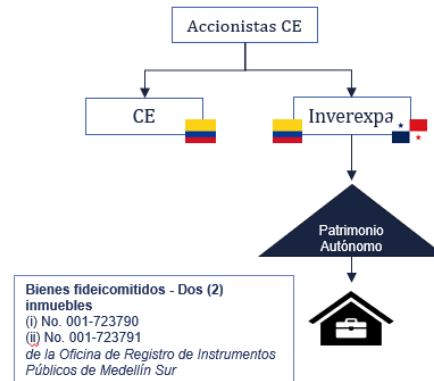 Accionistas CE
CE
Inverexpa
Patrimonio
Autónomo
Bienes fideicomitidos - Dos (2)
inmuebles
(i) No. 001-723790
(ii) No. 001-723791
de la Oficina de Registro de Instrumentos
Públicos de Medellín Sur